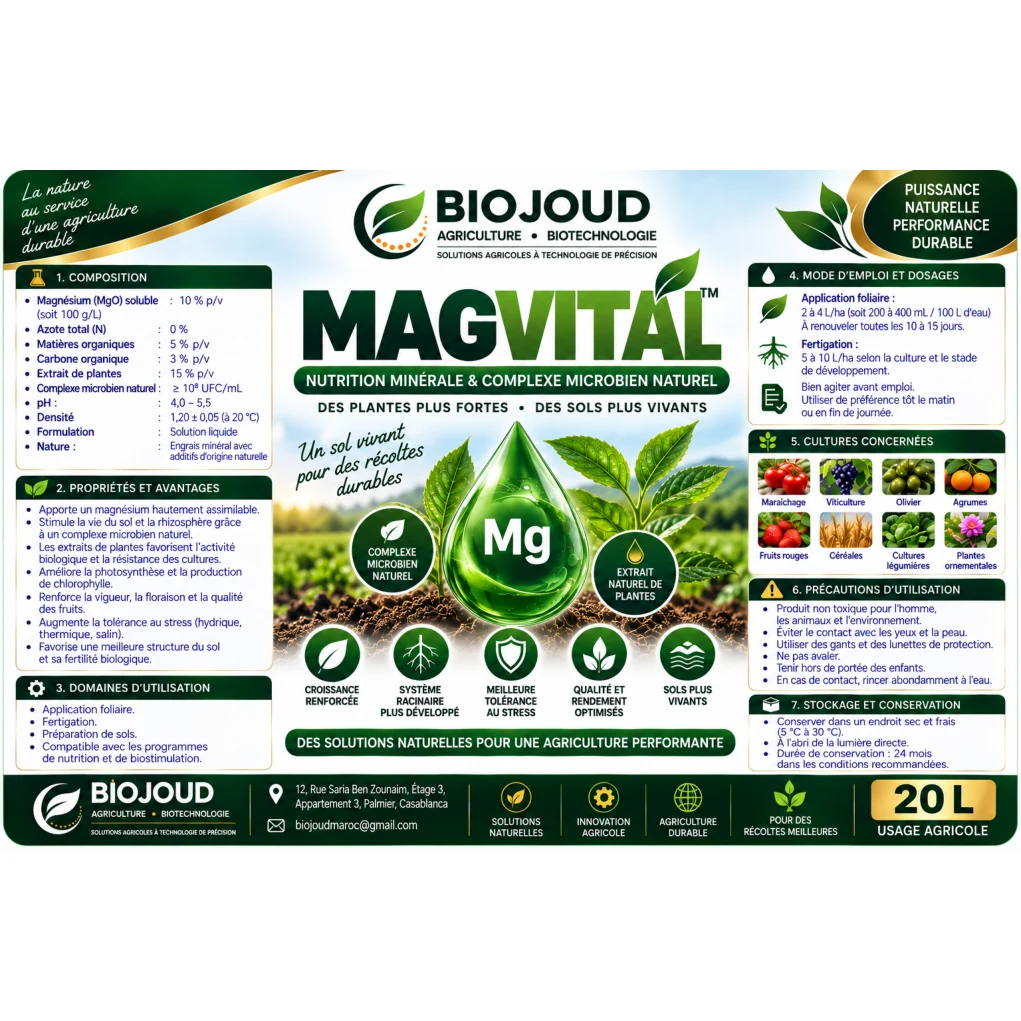 La nature
au service
d'une agriculture
durable
BIOJOUD
AGRICULTURE • BIOTECHNOLOGIE
SOLUTIONS AGRICOLES À TECHNOLOGIE DE PRÉCISION
PUISSANCE
NATURELLE
PERFORMANCE
DURABLE
MAGVITAL™
NUTRITION MINÉRALE & COMPLEXE MICROBIEN NATUREL
DES PLANTES PLUS FORTES • DES SOLS PLUS VIVANTS
Un sol vivant
pour des récoltes
durables
COMPLEXE
MICROBIEN
NATUREL
Mg
EXTRAIT
NATUREL DE
PLANTES
1. COMPOSITION
• Magnésium (MgO) soluble : 10 % p/v
(soit 100 g/L)
• Azote total (N) : 0 %
• Matières organiques : 5 % p/v
• Carbone organique : 3 % p/v
• Extrait de plantes : 15 % p/v
• Complexe microbien naturel : ≥ 10⁸ UFC/mL
• pH : 4,0 – 5,5
• Densité : 1,20 ± 0,05 (à 20 °C)
• Formulation : Solution liquide
• Nature : Engrais minéral avec
additifs d'origine naturelle
2. PROPRIÉTÉS ET AVANTAGES
• Apporte un magnésium hautement assimilable.
• Stimule la vie du sol et la rhizosphère grâce
à un complexe microbien naturel.
• Les extraits de plantes favorisent l'activité
biologique et la résistance des cultures.
• Améliore la photosynthèse et la production
de chlorophylle.
• Renforce la vigueur, la floraison et la qualité
des fruits.
• Augmente la tolérance au stress (hydrique,
thermique, salin).
• Favorise une meilleure structure du sol
et sa fertilité biologique.
3. DOMAINES D'UTILISATION
• Application foliaire.
• Fertigation.
• Préparation de sols.
• Compatible avec les programmes
de nutrition et de biostimulation.
CROISSANCE
RENFORCÉE
SYSTÈME
RACINAIRE
PLUS DÉVELOPPÉ
MEILLEURE
TOLÉRANCE
AU STRESS
QUALITÉ ET
RENDEMENT
OPTIMISÉS
SOLS PLUS
VIVANTS
DES SOLUTIONS NATURELLES POUR UNE AGRICULTURE PERFORMANTE
4. MODE D'EMPLOI ET DOSAGES
Application foliaire :
2 à 4 L/ha (soit 200 à 400 mL / 100 L d'eau)
À renouveler toutes les 10 à 15 jours.
Fertigation :
5 à 10 L/ha selon la culture et le stade
de développement.
Bien agiter avant emploi.
Utiliser de préférence tôt le matin
ou en fin de journée.
5. CULTURES CONCERNÉES
Maraichage
Viticulture
Olivier
Agrumes
Fruits rouges
Céréales
Cultures
légumières
Plantes
ornementales
6. PRÉCAUTIONS D'UTILISATION
• Produit non toxique pour l'homme,
les animaux et l'environnement.
• Éviter le contact avec les yeux et la peau.
• Utiliser des gants et des lunettes de protection.
• Ne pas avaler.
• Tenir hors de portée des enfants.
• En cas de contact, rincer abondamment à l'eau.
7. STOCKAGE ET CONSERVATION
• Conserver dans un endroit sec et frais
(5 °C à 30 °C).
• À l'abri de la lumière directe.
• Durée de conservation : 24 mois
dans les conditions recommandées.
BIOJOUD
AGRICULTURE • BIOTECHNOLOGIE
SOLUTIONS AGRICOLES À TECHNOLOGIE DE PRÉCISION
12, Rue Saria Ben Zounaim, Étage 3,
Appartement 3, Palmier, Casablanca
biojoudmaroc@gmail.com
SOLUTIONS
NATURELLES
INNOVATION
AGRICOLE
AGRICULTURE
DURABLE
POUR DES
RÉCOLTES MEILLEURES
20 L
USAGE AGRICOLE